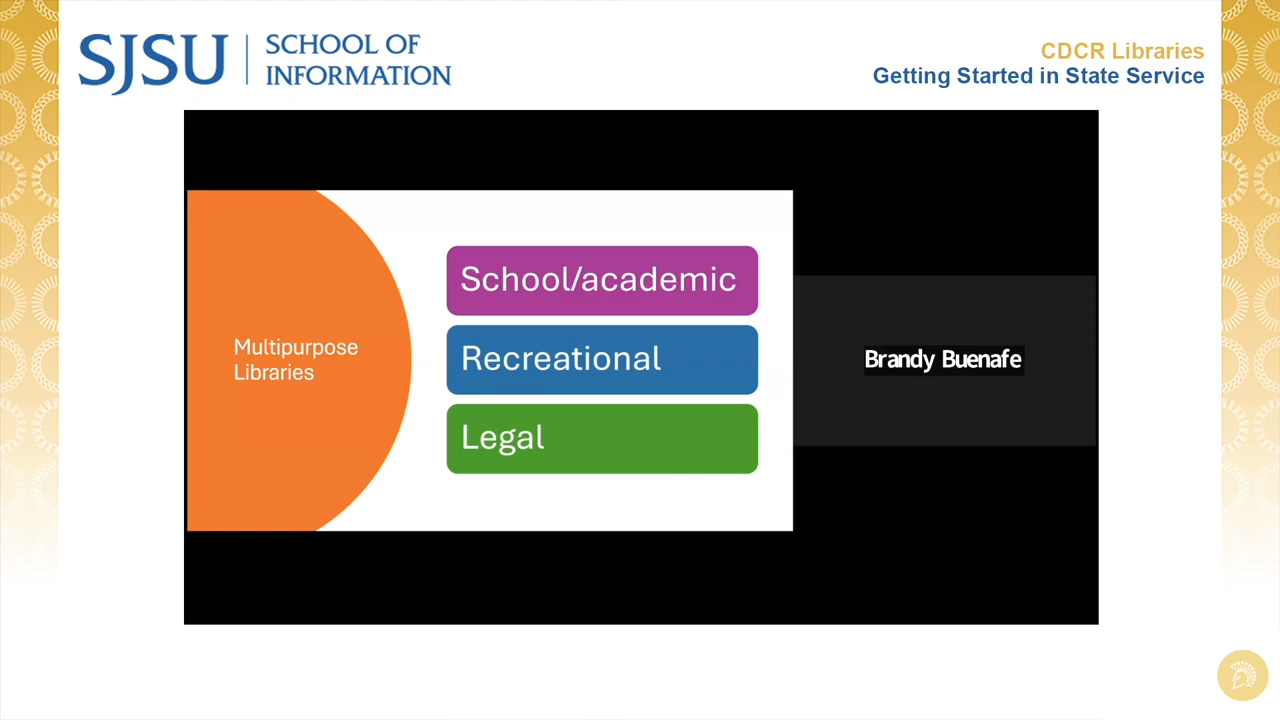 SJSU
SCHOOL OF
INFORMATION
CDCR Libraries
Getting Started in State Service
Multipurpose
Libraries
School/academic
Recreational
Legal
Brandy Buenafe